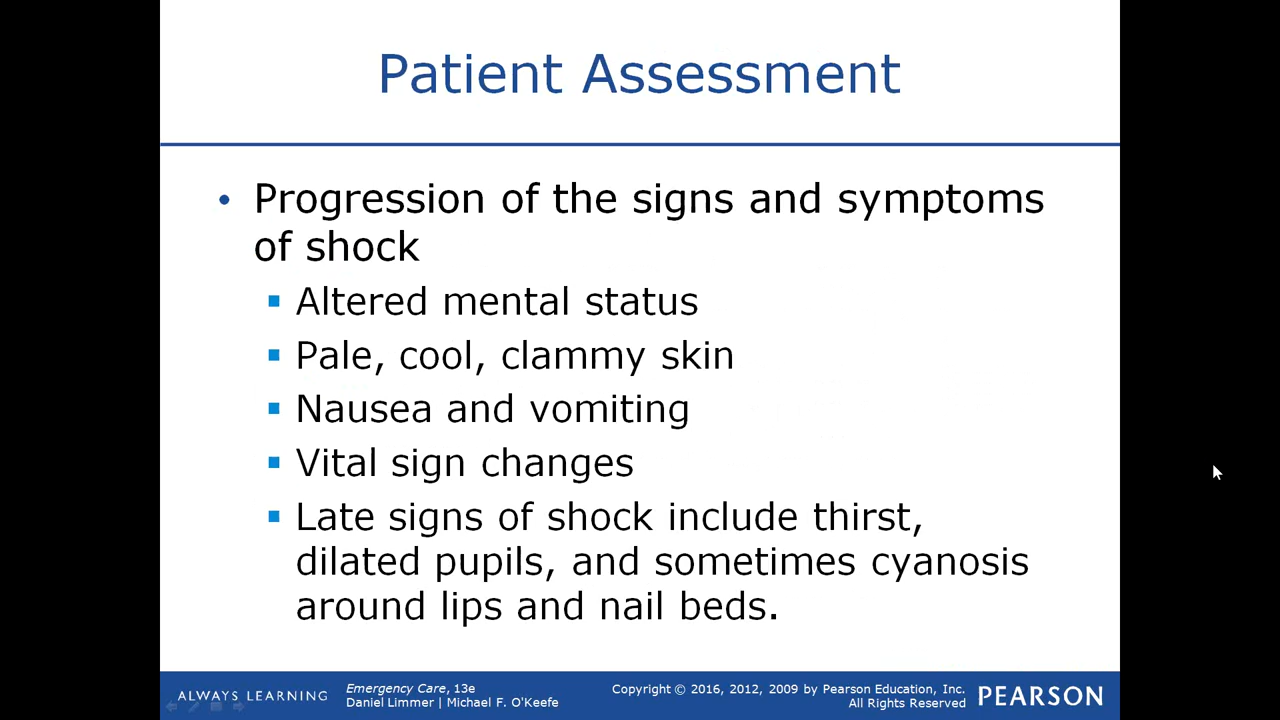 Patient Assessment
• Progression of the signs and symptoms
of shock
▪ Altered mental status
▪ Pale, cool, clammy skin
▪ Nausea and vomiting
▪ Vital sign changes
▪ Late signs of shock include thirst,
dilated pupils, and sometimes cyanosis
around lips and nail beds.
ALWAYS LEARNING
Emergency Care, 13e
Daniel Limmer | Michael F. O'Keefe
Copyright © 2016, 2012, 2009 by Pearson Education, Inc.
All Rights Reserved
PEARSON